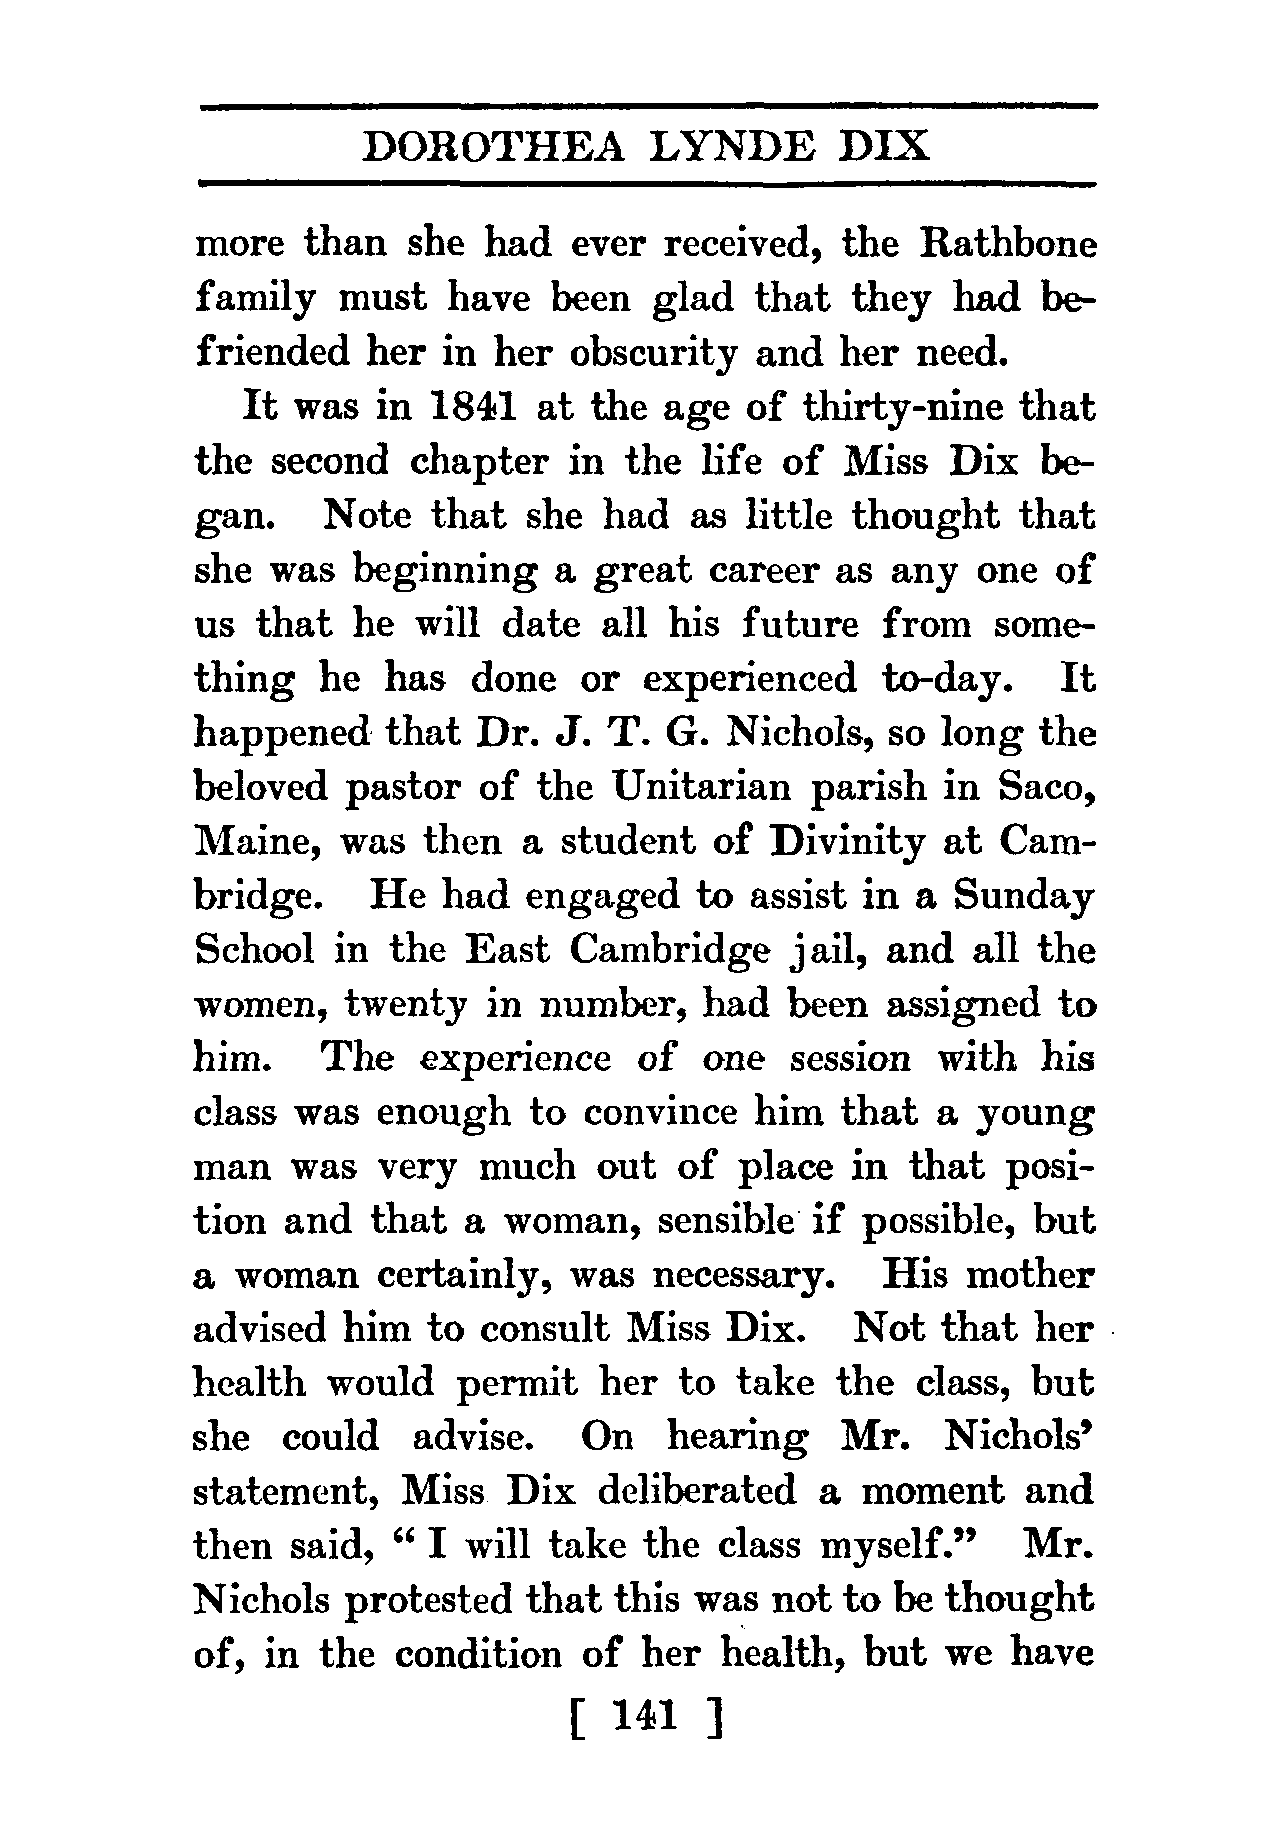 DOROTHEA LYNDE DIX
more than she had ever received, the Rathbone
family must have been glad that they had be-
friended her in her obscurity and her need.
It was in 1841 at the age of thirty-nine that
the second chapter in the life of Miss Dix be-
gan. Note that she had as little thought that
she was beginning a great career as any one of
us that he will date all his future from some-
thing he has done or experienced to-day. It
happened that Dr. J. T. G. Nichols, so long the
beloved pastor of the Unitarian parish in Saco,
Maine, was then a student of Divinity at Cam-
bridge. He had engaged to assist in a Sunday
School in the East Cambridge jail, and all the
women, twenty in number, had been assigned to
him. The experience of one session with his
class was enough to convince him that a young
man was very much out of place in that posi-
tion and that a woman, sensible if possible, but
a woman certainly, was necessary. His mother
advised him to consult Miss Dix. Not that her
health would permit her to take the class, but
she could advise. On hearing Mr. Nichols'
statement, Miss Dix deliberated a moment and
then said, “ I will take the class myself.” Mr.
Nichols protested that this was not to be thought
of, in the condition of her health, but we have
[ 141 ]